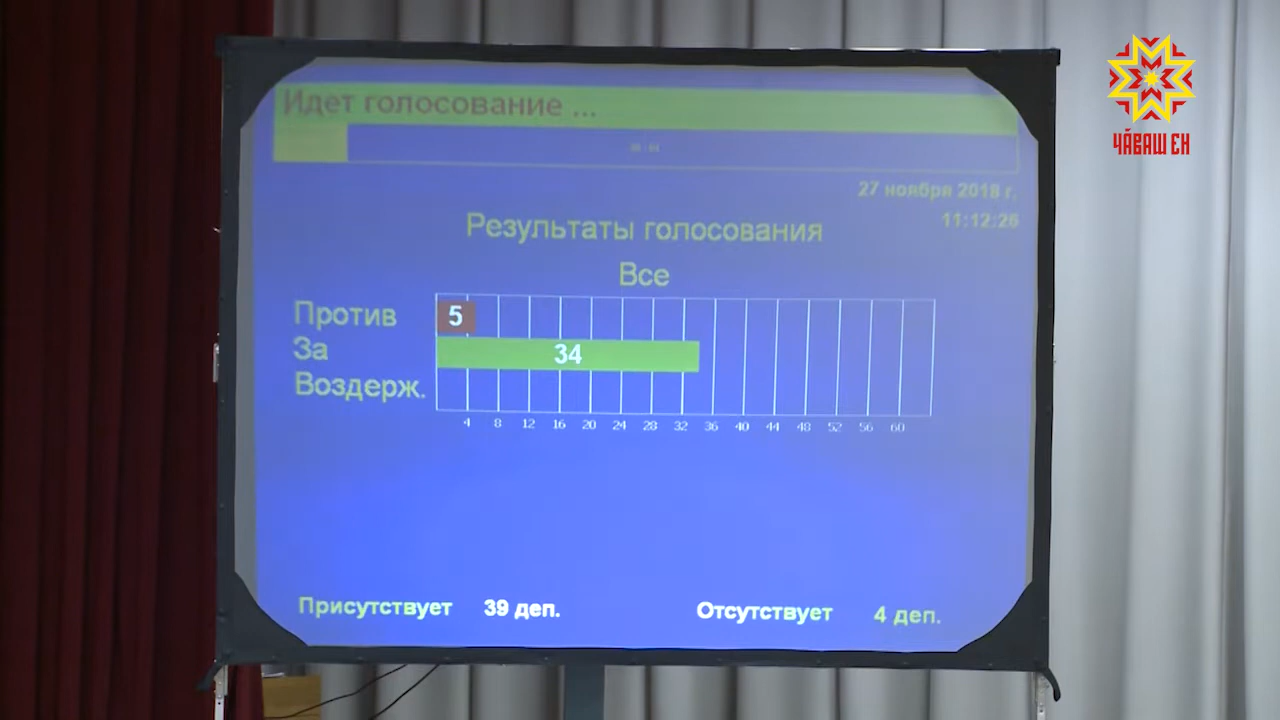 Идет голосование ...
27 ноября 2018 г.
11:12:26
Результаты голосования
Все
Против 5
За 34
Воздерж.
4 8 12 16 20 24 28 32 36 40 44 48 52 56 60
Присутствует 39 деп. Отсутствует 4 деп.
ЧӐВАШ ЕН